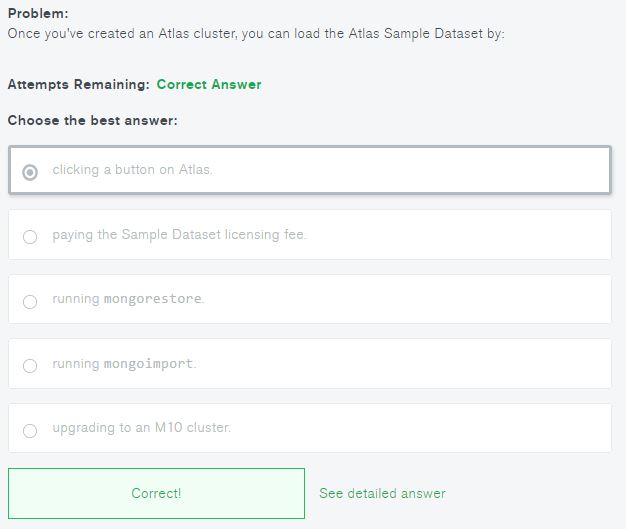 Problem:
Once you've created an Atlas cluster, you can load the Atlas Sample Dataset by:
Attempts Remaining: Correct Answer
Choose the best answer:
clicking a button on Atlas.
paying the Sample Dataset licensing fee.
running mongorestore.
running mongoimport.
upgrading to an M10 cluster.
Correct! See detailed answer